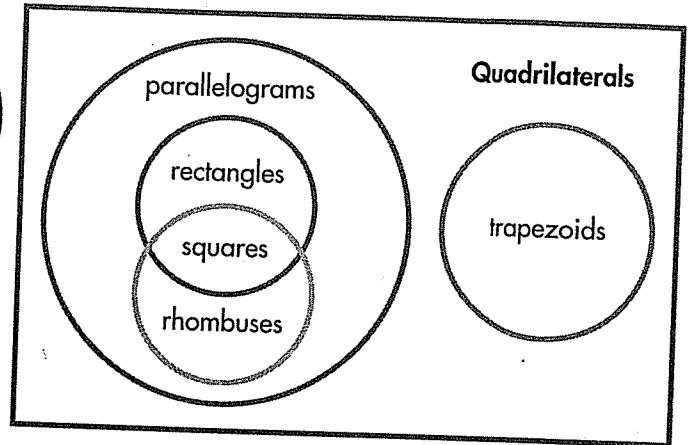 Quadrilaterals
parallelograms
rectangles
squares
rhombuses
trapezoids